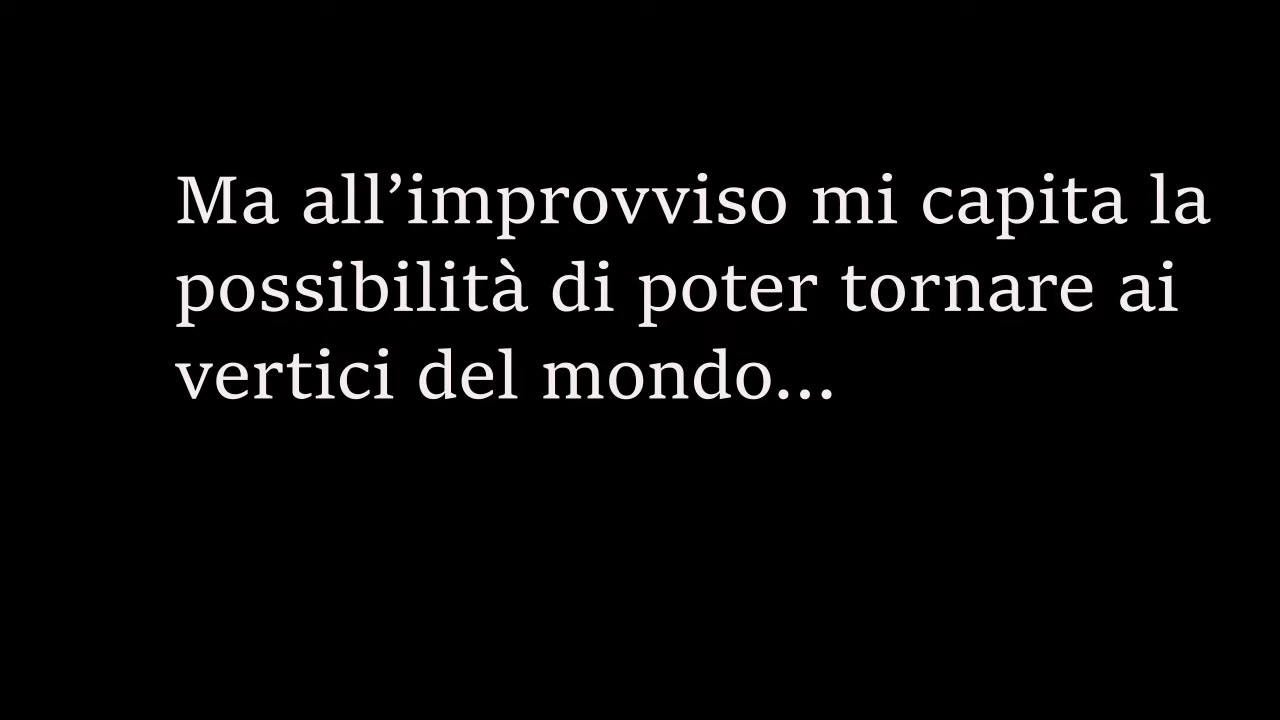 Ma all’improvviso mi capita la
possibilità di poter tornare ai
vertici del mondo...